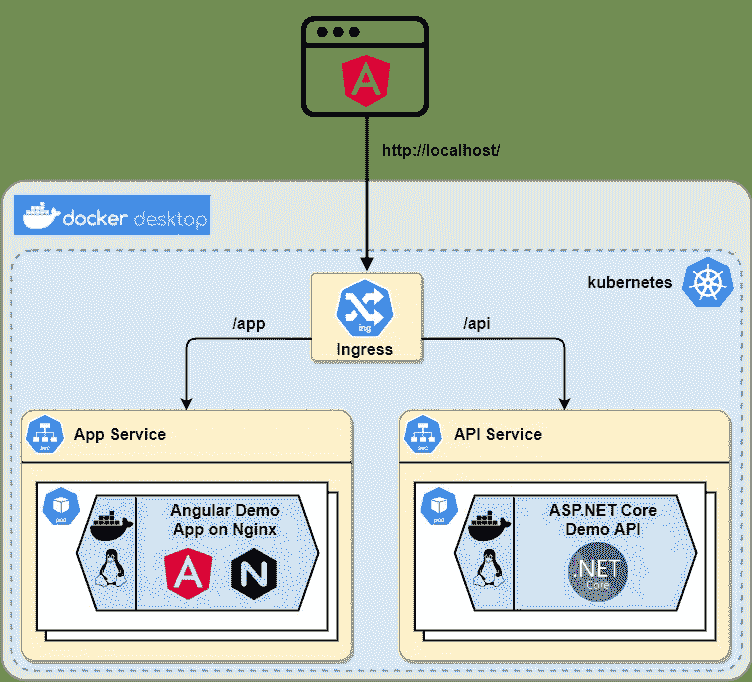 http://localhost/
docker desktop
kubernetes
ing
Ingress
/app
/api
svc
App Service
svc
API Service
pod
Angular Demo
App on Nginx
A
N
pod
ASP.NET Core
Demo API
.NET
Core
A